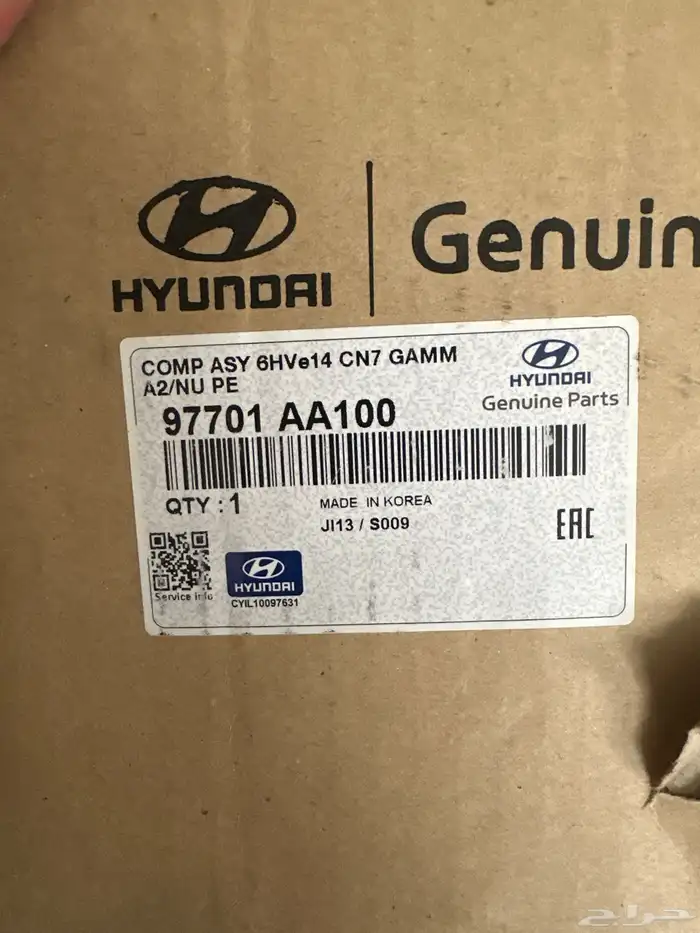 HYUNDAI
Genuin
COMP ASY 6HVe14 CN7 GAMM
A2/NU PE
HYUNDAI
Genuine Parts
97701 AA100
QTY : 1
MADE IN KOREA
JI13 / S009
EAC
Service info
HYUNDAI
CYIL10097631
حراج